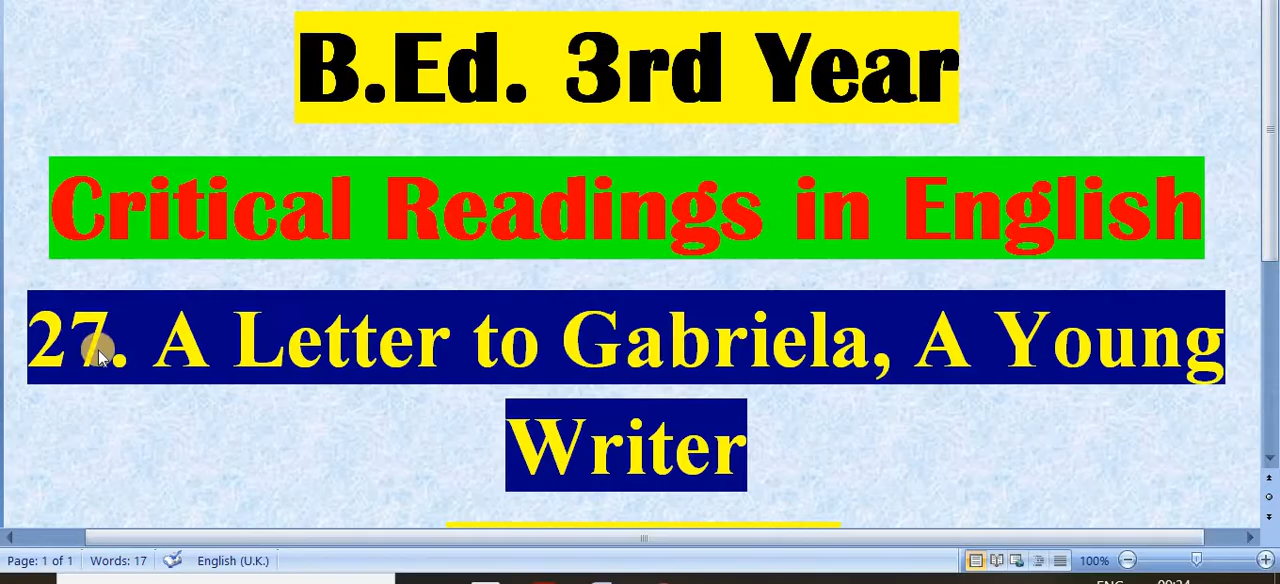 B.Ed. 3rd Year
Critical Readings in English
27. A Letter to Gabriela, A Young
Writer
Page: 1 of 1 Words: 17 English (U.K.) 100%